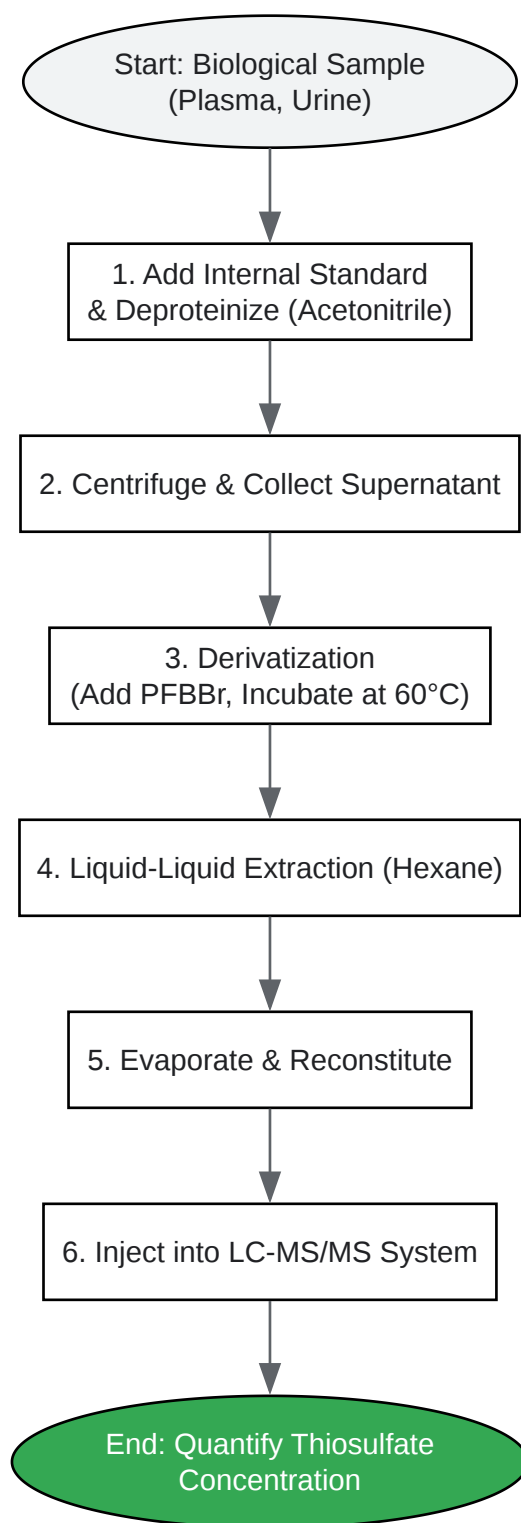 Start: Biological Sample
(Plasma, Urine)
1. Add Internal Standard
& Deproteinize (Acetonitrile)
2. Centrifuge & Collect Supernatant
3. Derivatization
(Add PFBBr, Incubate at 60°C)
4. Liquid-Liquid Extraction (Hexane)
5. Evaporate & Reconstitute
6. Inject into LC-MS/MS System
End: Quantify Thiosulfate
Concentration